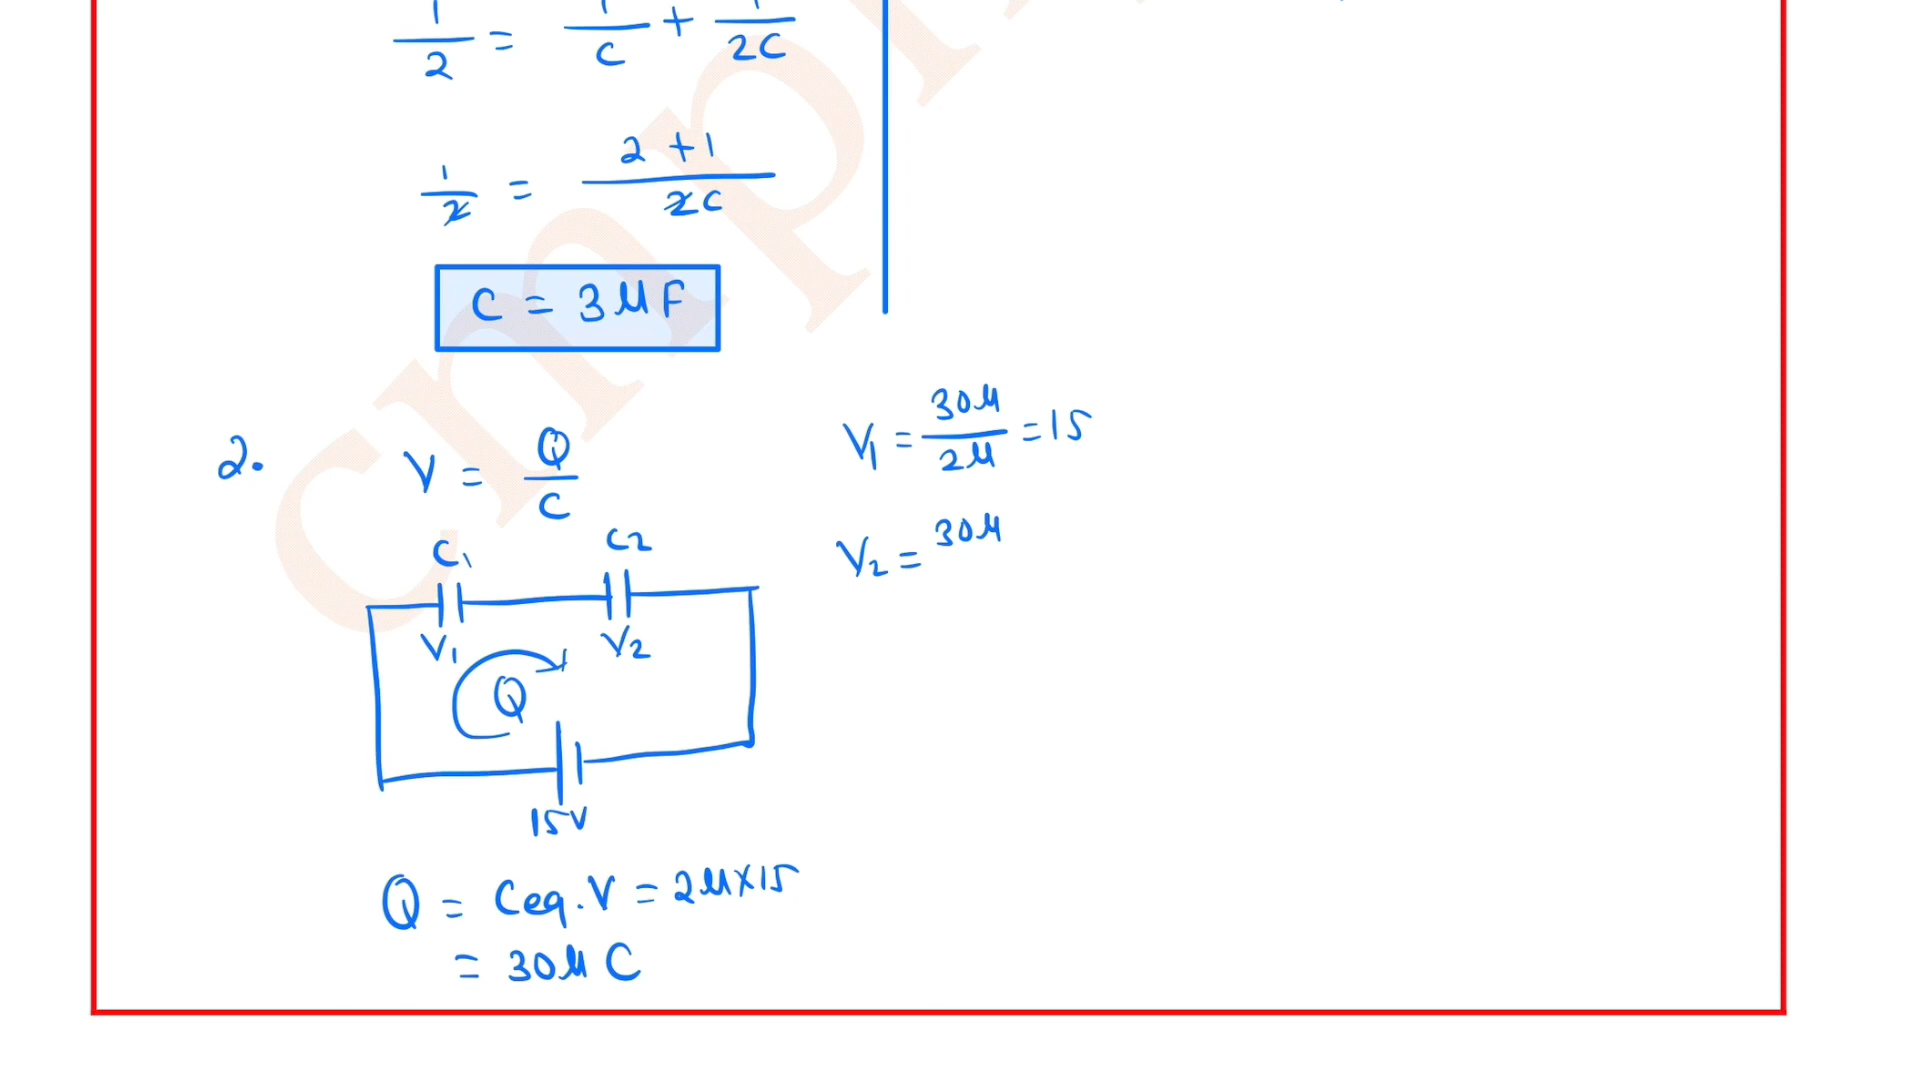 1/2 = 1/C + 1/2C
1/2 = 2+1/2C
C = 3μF
2. V = Q/C
C1 C2
V1 V2
Q
15V
Q = Ceq.V = 2μ×15
= 30μC
V1 = 30μ/2μ = 15
V2 = 30μ
cmp